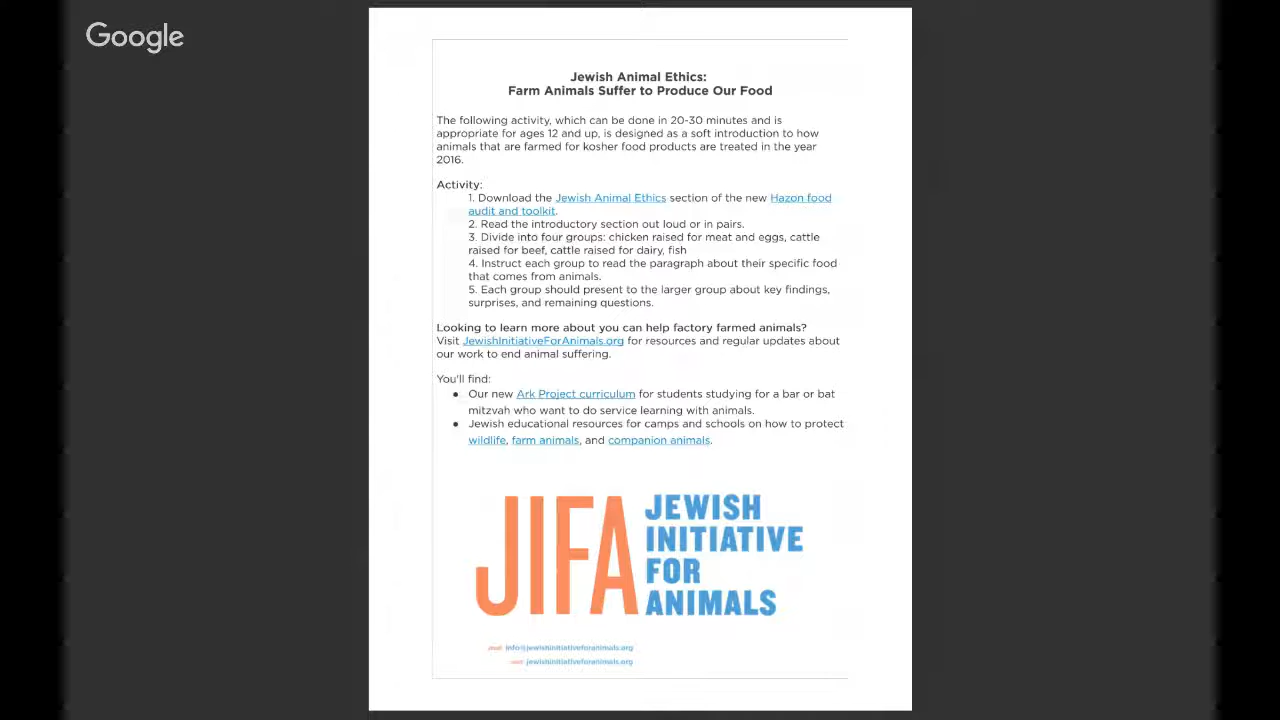 Google
Jewish Animal Ethics:
Farm Animals Suffer to Produce Our Food
The following activity, which can be done in 20-30 minutes and is
appropriate for ages 12 and up, is designed as a soft introduction to how
animals that are farmed for kosher food products are treated in the year
2016.
Activity:
1. Download the Jewish Animal Ethics section of the new Hazon food
audit and toolkit.
2. Read the introductory section out loud or in pairs.
3. Divide into four groups: chicken raised for meat and eggs, cattle
raised for beef, cattle raised for dairy, fish
4. Instruct each group to read the paragraph about their specific food
that comes from animals.
5. Each group should present to the larger group about key findings,
surprises, and remaining questions.
Looking to learn more about you can help factory farmed animals?
Visit JewishInitiativeForAnimals.org for resources and regular updates about
our work to end animal suffering.
You'll find:
● Our new Ark Project curriculum for students studying for a bar or bat
mitzvah who want to do service learning with animals.
● Jewish educational resources for camps and schools on how to protect
wildlife, farm animals, and companion animals.
JIFA
JEWISH
INITIATIVE
FOR
ANIMALS
info@jewishinitiativeforanimals.org
jewishinitiativeforanimals.org